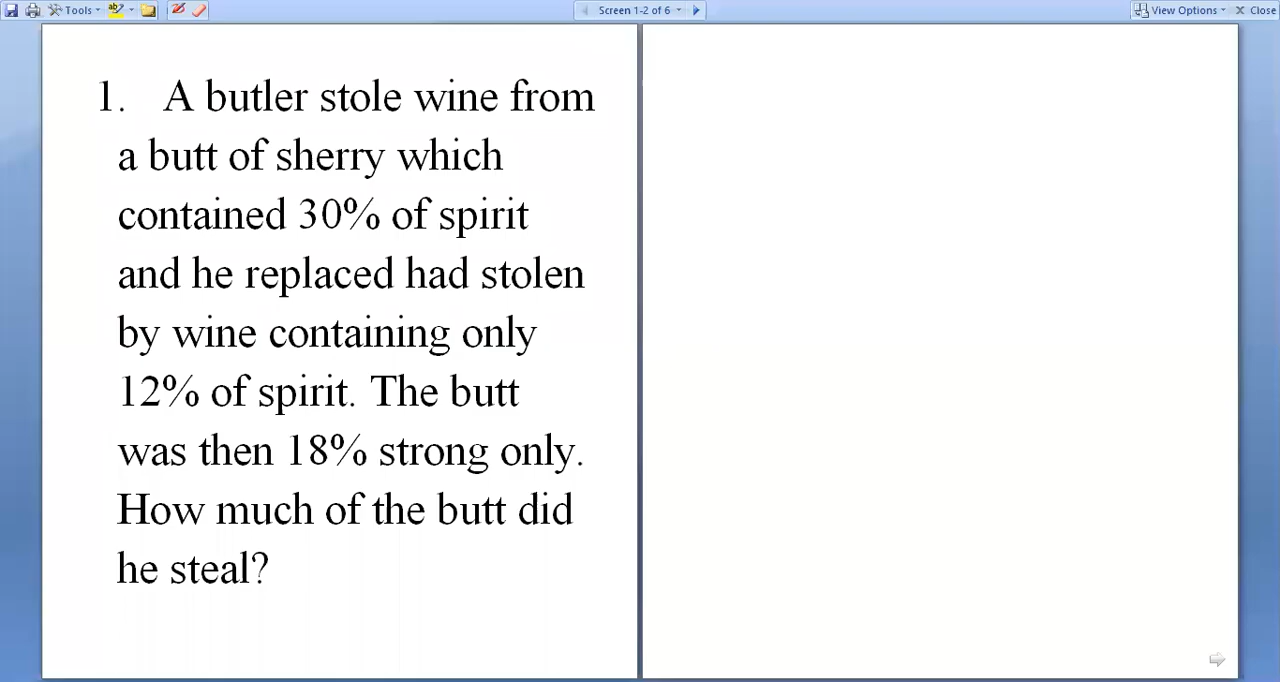 Tools
Screen 1-2 of 6
View Options
Close
1. A butler stole wine from
a butt of sherry which
contained 30% of spirit
and he replaced had stolen
by wine containing only
12% of spirit. The butt
was then 18% strong only.
How much of the butt did
he steal?